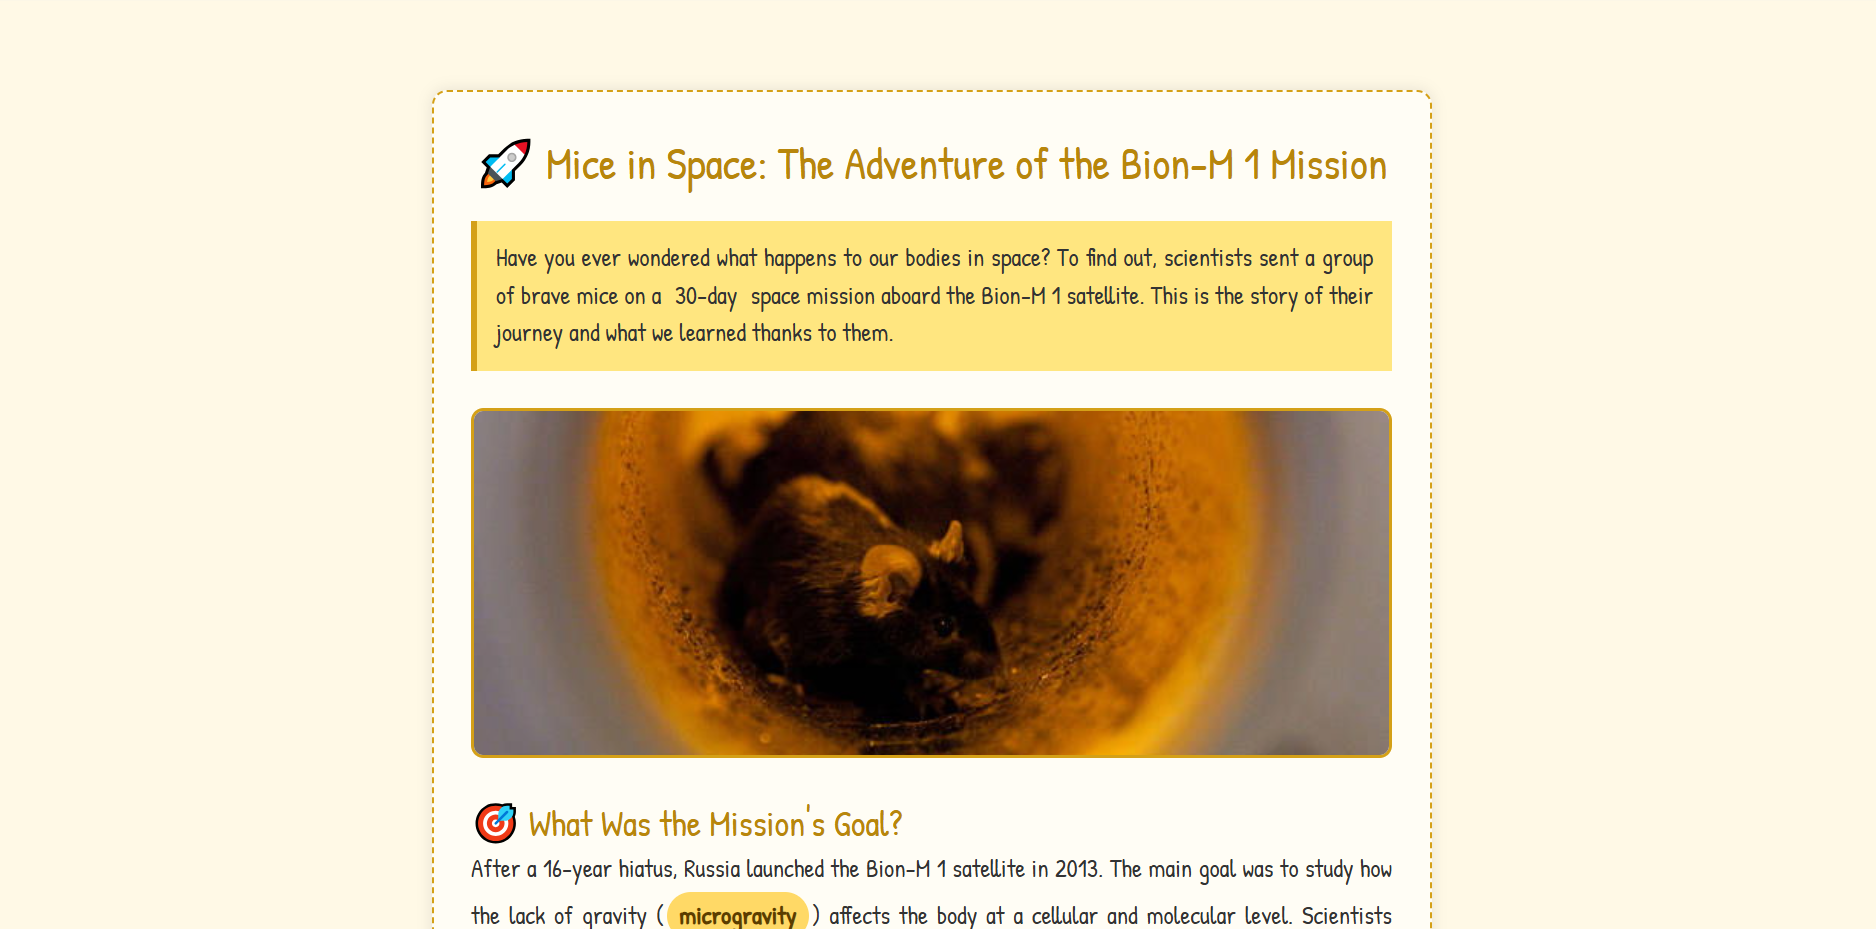 Mice in Space: The Adventure of the Bion-M 1 Mission
Have you ever wondered what happens to our bodies in space? To find out, scientists sent a group
of brave mice on a 30-day space mission aboard the Bion-M 1 satellite. This is the story of their
journey and what we learned thanks to them.
What Was the Mission's Goal?
After a 16-year hiatus, Russia launched the Bion-M 1 satellite in 2013. The main goal was to study how
the lack of gravity ( microgravity ) affects the body at a cellular and molecular level. Scientists